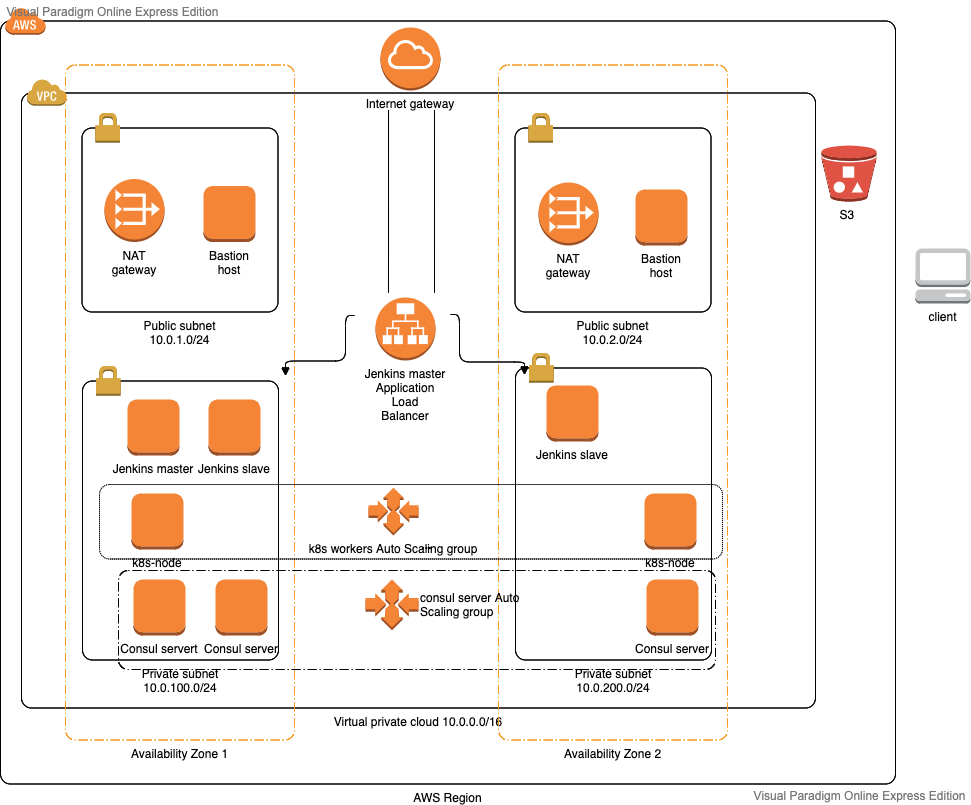 Visual Paradigm Online Express Edition
AWS
Internet gateway
VPC
NAT
gateway
Bastion
host
NAT
gateway
Bastion
host
S3
client
Public subnet
10.0.1.0/24
Public subnet
10.0.2.0/24
Jenkins master
Application
Load
Balancer
Jenkins master
Jenkins slave
Jenkins slave
k8s workers Auto Scaling group
k8s-node
k8s-node
consul server Auto
Scaling group
Consul servert
Consul server
Consul server
Private subnet
10.0.100.0/24
Private subnet
10.0.200.0/24
Virtual private cloud 10.0.0.0/16
Availability Zone 1
Availability Zone 2
AWS Region
Visual Paradigm Online Express Edition